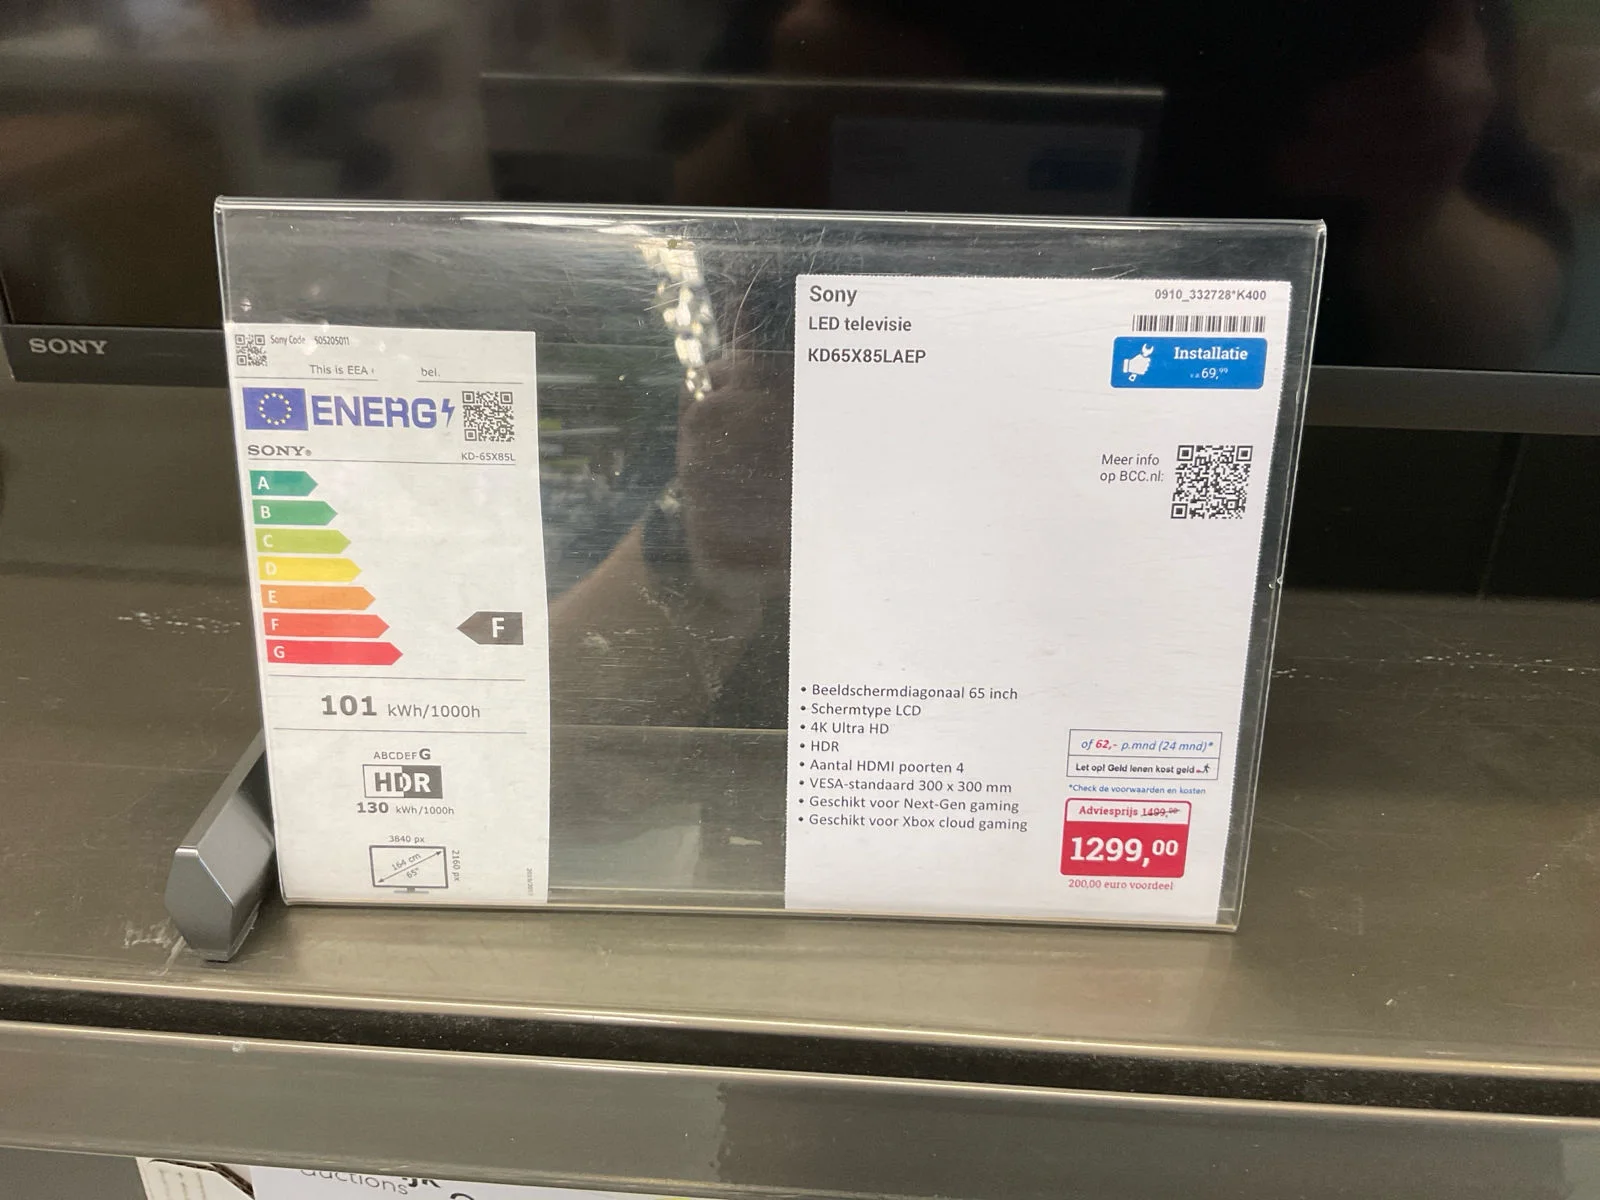 SONY
Sony Code 505205011
This is EEA
bel.
ENERG
SONY
KD-65X85L
A
B
C
D
E
F
G
F
101 kWh/1000h
ABCDEFG
HDR
130 kWh/1000h
3840 px
2160 px
164 cm
65"
Sony
LED televisie
KD65X85LAEP
0910_332728*K400
Installatie
v.a. 69,99
Meer info
op BCC.nl:
• Beeldschermdiagonaal 65 inch
• Schermtype LCD
• 4K Ultra HD
• HDR
• Aantal HDMI poorten 4
• VESA-standaard 300 x 300 mm
• Geschikt voor Next-Gen gaming
• Geschikt voor Xbox cloud gaming
of 62,- p.mnd (24 mnd)*
Let op! Geld lenen kost geld
*Check de voorwaarden en kosten
Adviesprijs 1499,00
1299,00
200,00 euro voordeel
auctions